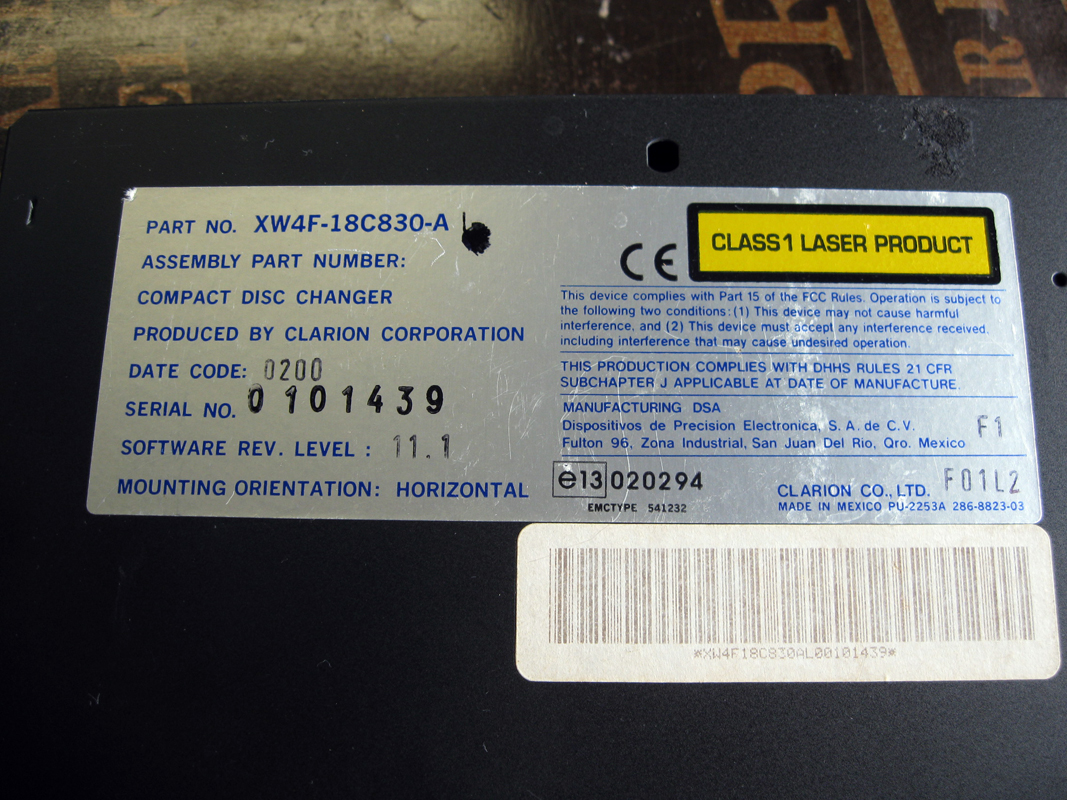 PART NO. XW4F-18C830-A
ASSEMBLY PART NUMBER:
COMPACT DISC CHANGER
PRODUCED BY CLARION CORPORATION
DATE CODE: 0200
SERIAL NO. 0101439
SOFTWARE REV. LEVEL : 11.1
MOUNTING ORIENTATION: HORIZONTAL
CE
CLASS 1 LASER PRODUCT
This device complies with Part 15 of the FCC Rules. Operation is subject to
the following two conditions: (1) This device may not cause harmful
interference, and (2) This device must accept any interference received,
including interference that may cause undesired operation.
THIS PRODUCTION COMPLIES WITH DHHS RULES 21 CFR
SUBCHAPTER J APPLICABLE AT DATE OF MANUFACTURE.
MANUFACTURING DSA
Dispositivos de Precision Electronica, S. A. de C. V.
Fulton 96, Zona Industrial, San Juan Del Rio, Qro. Mexico
F1
e13 020294
EMCTYPE 541232
CLARION CO., LTD. F01L2
MADE IN MEXICO PU-2253A 286-8823-03
*XW4F18C830AL00101439*